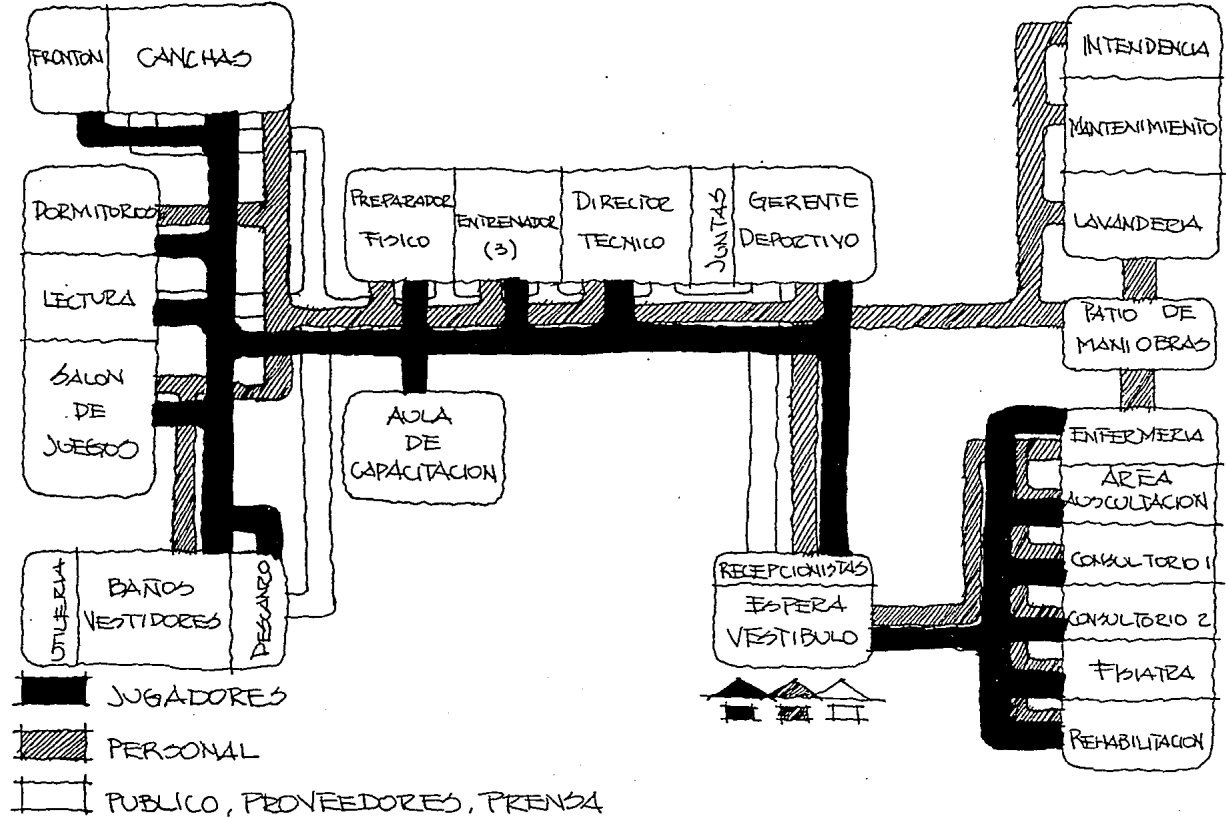 FRONTON
CANCHAS
DORMITORIOS
LECTURA
SALON
DE
JUEGOS
PREPARADOR
FISICO
ENTRENADOR
(3)
DIRECTOR
TECNICO
JUNTAS
GERENTE
DEPORTIVO
AULA
DE
CAPACITACION
INTENDENCIA
MANTENIMIENTO
LAVANDERIA
PATIO DE
MANIOBRAS
ENFERMERIA
AREA
AUSCULTACION
CONSULTORIO 1
CONSULTORIO 2
FISIATRA
REHABILITACION
UTILERIA
BAÑOS
VESTIDORES
DESCANZO
RECEPCIONISTAS
ESPERA
VESTIBULO
JUGADORES
PERSONAL
PUBLICO, PROVEEDORES, PRENSA